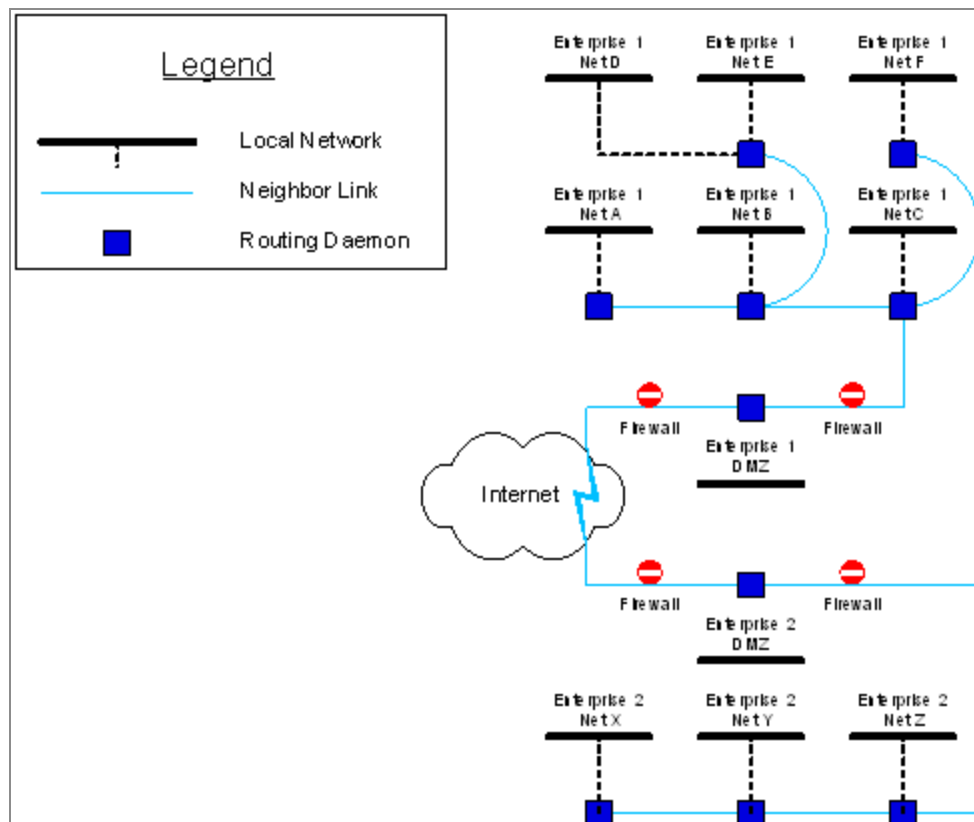 Legend
Local Network
Neighbor Link
Routing Daemon
Enterprise 1
Net D
Enterprise 1
Net E
Enterprise 1
Net F
Enterprise 1
Net A
Enterprise 1
Net B
Enterprise 1
Net C
Firewall
Firewall
Enterprise 1
DMZ
Internet
Firewall
Firewall
Enterprise 2
DMZ
Enterprise 2
Net X
Enterprise 2
Net Y
Enterprise 2
Net Z